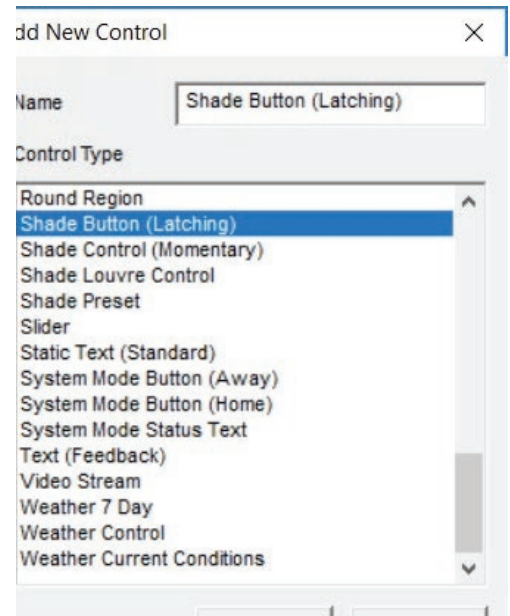 dd New Control
Name
Shade Button (Latching)
Control Type
Round Region
Shade Button (Latching)
Shade Control (Momentary)
Shade Louvre Control
Shade Preset
Slider
Static Text (Standard)
System Mode Button (Away)
System Mode Button (Home)
System Mode Status Text
Text (Feedback)
Video Stream
Weather 7 Day
Weather Control
Weather Current Conditions